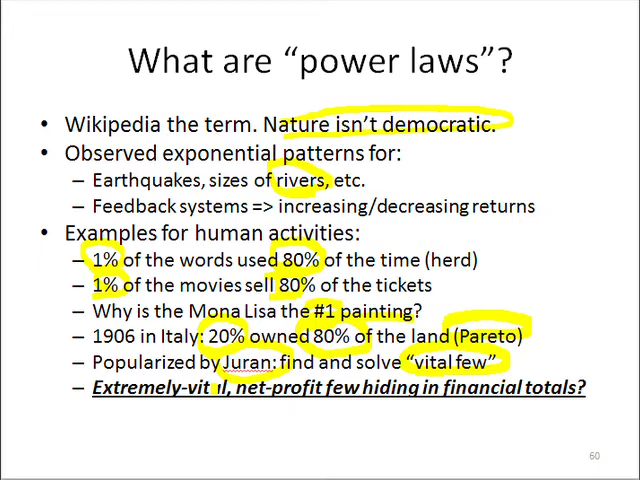 What are “power laws”?
• Wikipedia the term. Nature isn’t democratic.
• Observed exponential patterns for:
– Earthquakes, sizes of rivers, etc.
– Feedback systems => increasing/decreasing returns
• Examples for human activities:
– 1% of the words used 80% of the time (herd)
– 1% of the movies sell 80% of the tickets
– Why is the Mona Lisa the #1 painting?
– 1906 in Italy: 20% owned 80% of the land (Pareto)
– Popularized by Juran: find and solve “vital few”
– Extremely-vital, net-profit few hiding in financial totals?
60